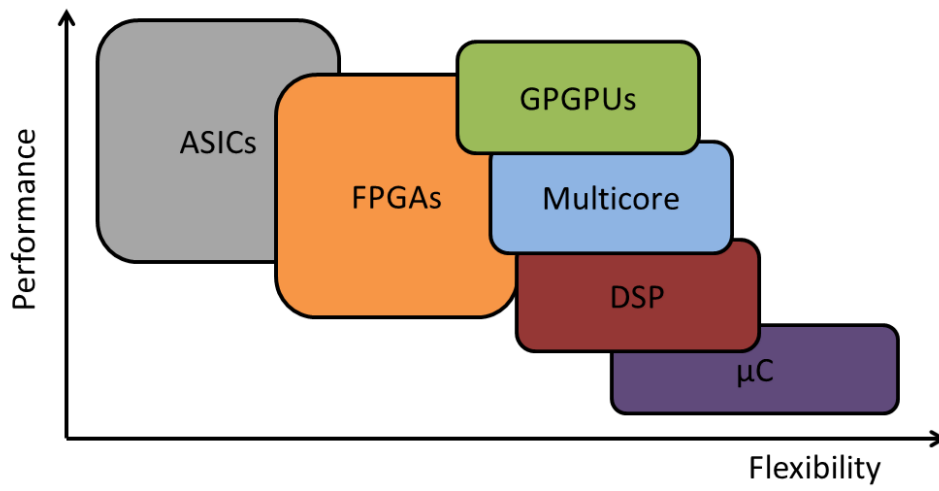 GPGPUs
ASICs
FPGAs
Multicore
DSP
µC
Performance
Flexibility